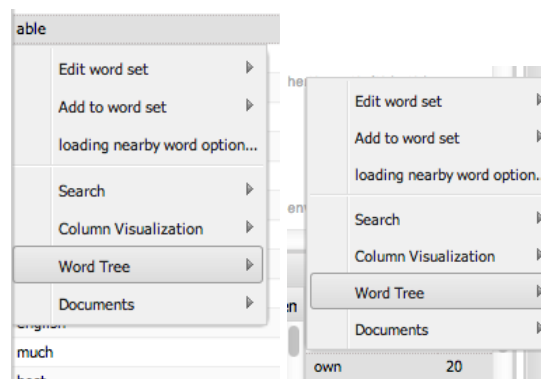 able
Edit word set
Add to word set
loading nearby word option...
Search
Column Visualization
Word Tree
Documents
english
much
Edit word set
Add to word set
loading nearby word option..
Search
Column Visualization
Word Tree
Documents
own 20